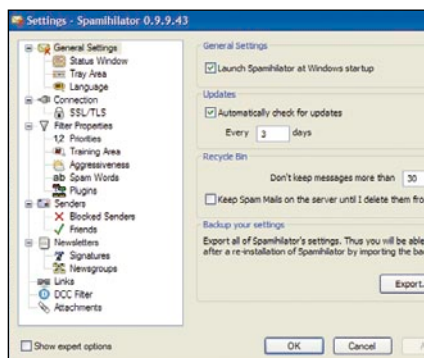 Settings - Spamihilator 0.9.9.43
General Settings
Status Window
Tray Area
Language
Connection
SSL/TLS
Filter Properties
1,2 Priorities
Training Area
Aggressiveness
ab Spam Words
Plugins
Senders
Blocked Senders
Friends
Newsletters
Signatures
Newsgroups
Links
DCC Filter
Attachments
Show expert options
General Settings
Launch Spamihilator at Windows startup
Updates
Automatically check for updates
Every 3 days
Recycle Bin
Don't keep messages more than 30
Keep Spam Mails on the server until I delete them fro
Backup your settings
Export all of Spamihilator's settings. Thus you will be able
after a re-installation of Spamihilator by importing the ba
Export.
OK Cancel